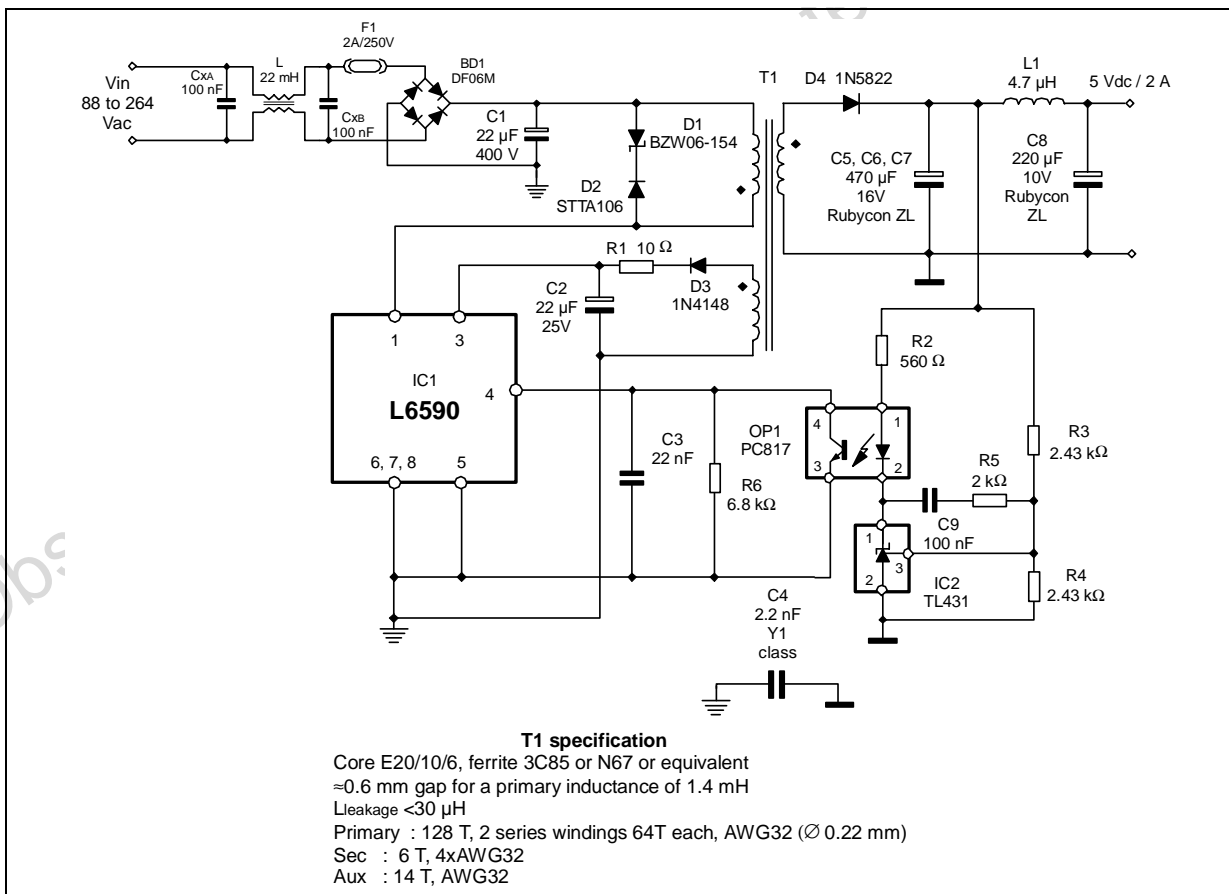 F1
2A/250V
Vin
88 to 264
Vac
CXA
100 nF
L
22 mH
CXB
100 nF
BD1
DF06M
C1
22 µF
400 V
D1
BZW06-154
D2
STTA106
T1
D4 1N5822
L1
4.7 µH
5 Vdc / 2 A
C5, C6, C7
470 µF
16V
Rubycon ZL
C8
220 µF
10V
Rubycon
ZL
R1 10 Ω
D3
1N4148
C2
22 µF
25V
1
3
IC1
L6590
4
6, 7, 8
5
C3
22 nF
R6
6.8 kΩ
OP1
PC817
4
3
1
2
R2
560 Ω
R3
2.43 kΩ
R5
2 kΩ
C9
100 nF
1
2
3
IC2
TL431
R4
2.43 kΩ
C4
2.2 nF
Y1
class
T1 specification
Core E20/10/6, ferrite 3C85 or N67 or equivalent
≈0.6 mm gap for a primary inductance of 1.4 mH
Lleakage <30 µH
Primary : 128 T, 2 series windings 64T each, AWG32 (∅ 0.22 mm)
Sec : 6 T, 4xAWG32
Aux : 14 T, AWG32